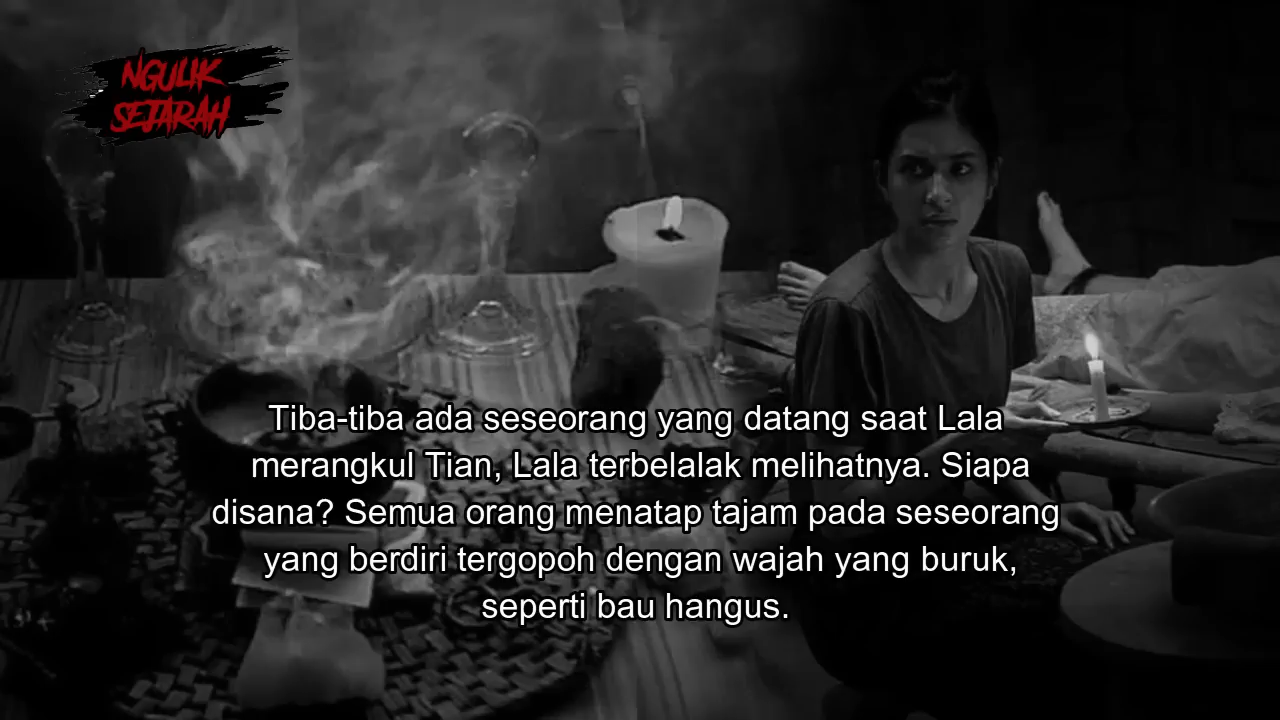 NGULIK
SEJARAH
Tiba-tiba ada seseorang yang datang saat Lala
merangkul Tian, Lala terbelalak melihatnya. Siapa
disana? Semua orang menatap tajam pada seseorang
yang berdiri tergopoh dengan wajah yang buruk,
seperti bau hangus.